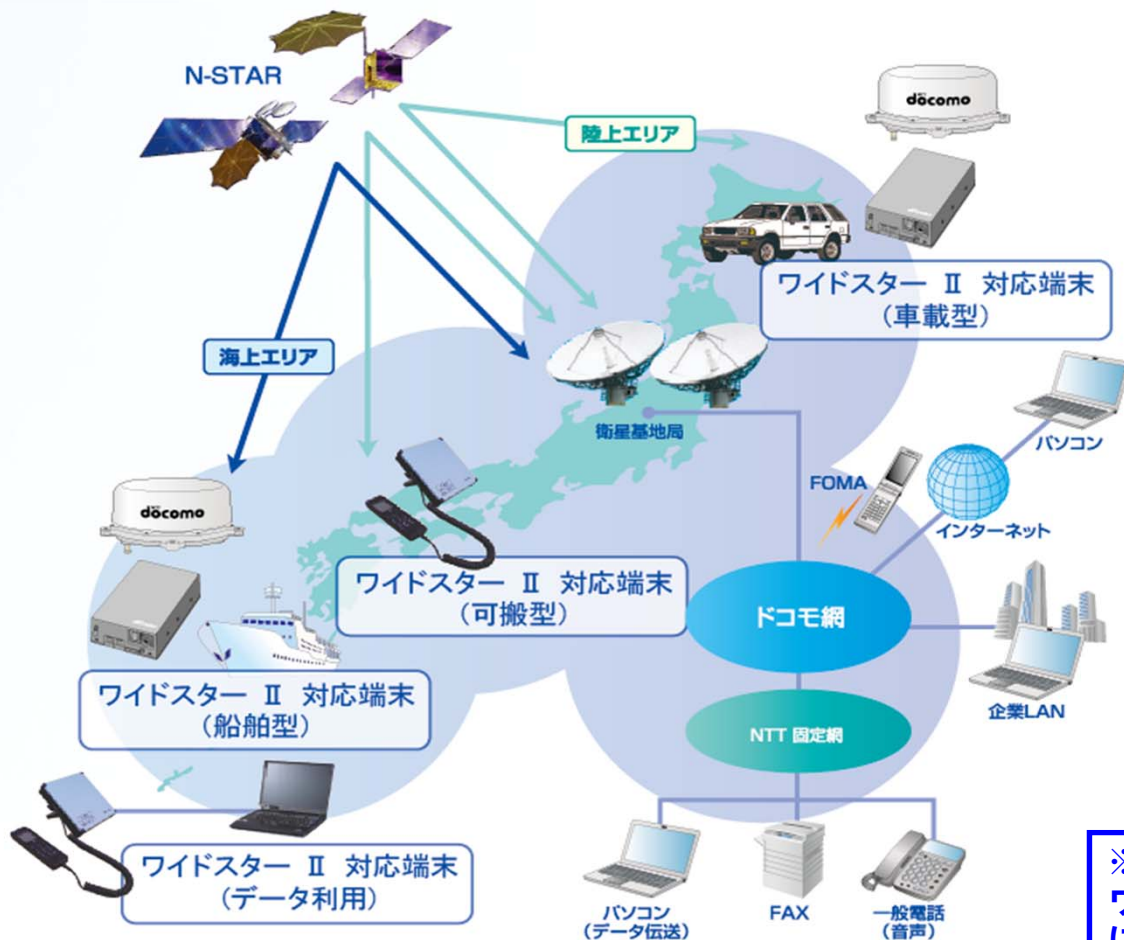 N-STAR
docomo
陸上エリア
ワイドスター Ⅱ 対応端末
(車載型)
海上エリア
衛星基地局
パソコン
FOMA
インターネット
docomo
ワイドスター Ⅱ 対応端末
(可搬型)
ドコモ網
ワイドスター Ⅱ 対応端末
(船舶型)
企業LAN
NTT 固定網
ワイドスター Ⅱ 対応端末
(データ利用)
パソコン
(データ伝送)
FAX
一般電話
(音声)
※